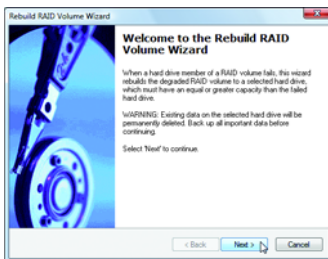 Rebuild RAID Volume Wizard
Welcome to the Rebuild RAID
Volume Wizard
When a hard drive member of a RAID volume fails, this wizard
rebuilds the degraded RAID volume to a selected hard drive,
which must have an equal or greater capacity than the failed
hard drive.
WARNING: Existing data on the selected hard drive will be
permanently deleted. Back up all important data before
continuing.
Select 'Next' to continue.
< Back
Next >
Cancel